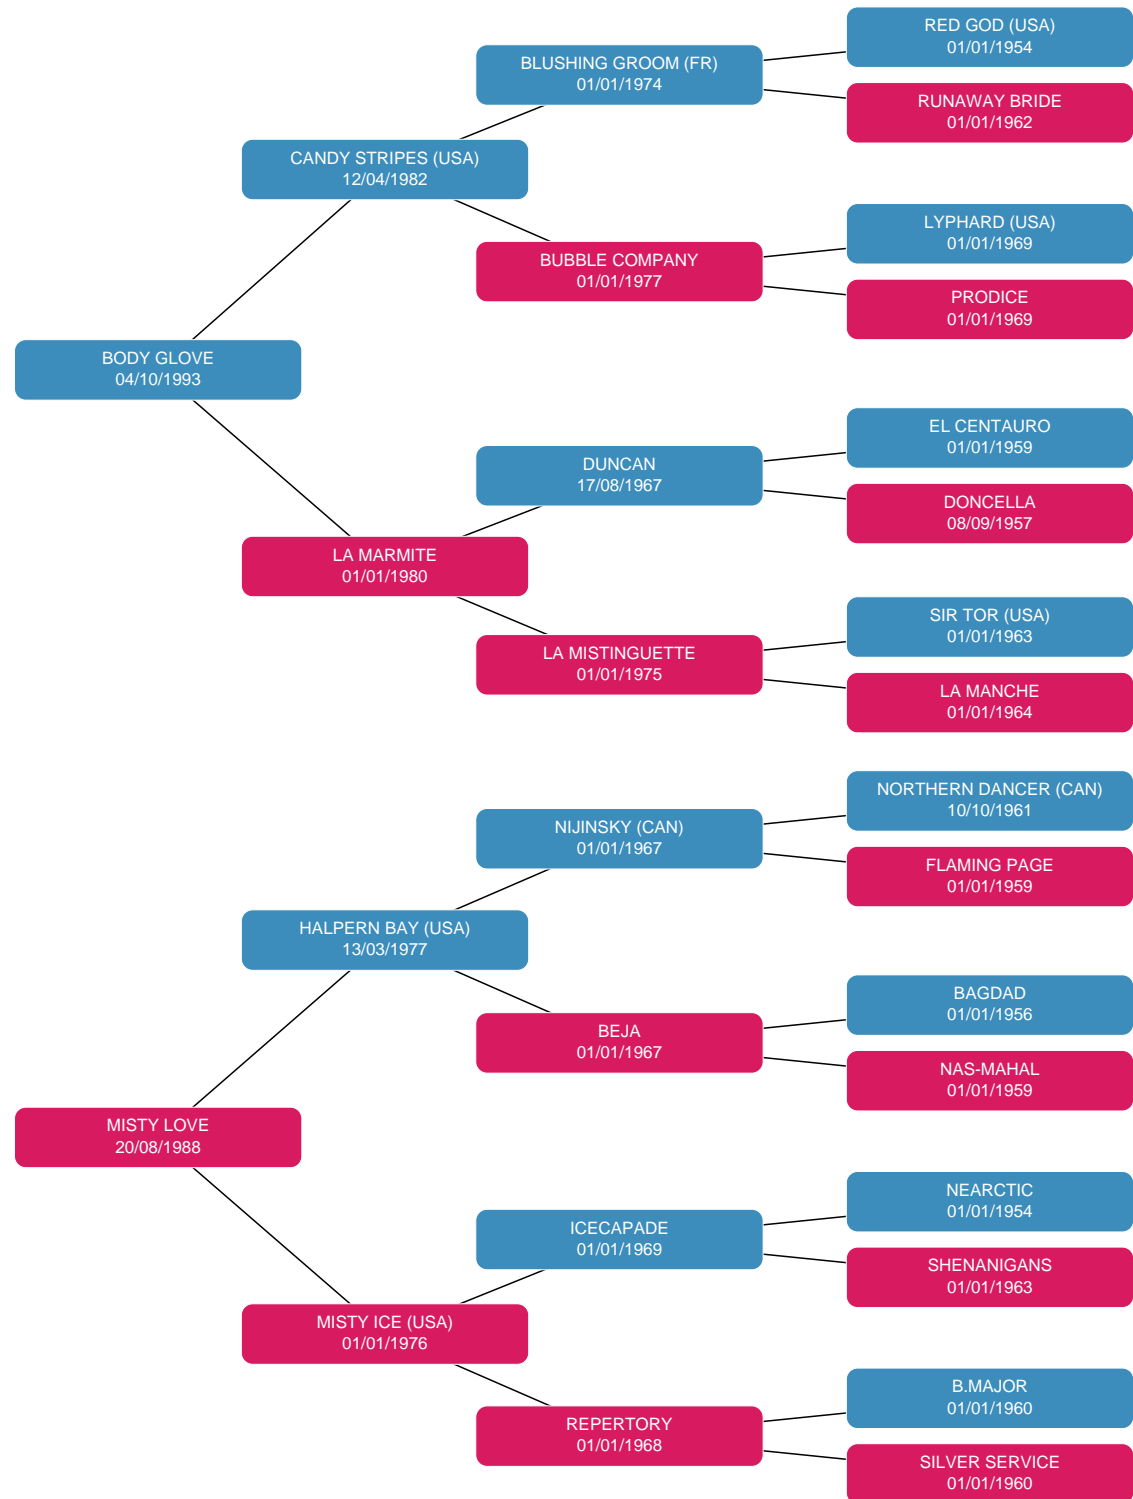 RED GOD (USA)
01/01/1954
BLUSHING GROOM (FR)
01/01/1974
RUNAWAY BRIDE
01/01/1962
CANDY STRIPES (USA)
12/04/1982
LYPHARD (USA)
01/01/1969
BUBBLE COMPANY
01/01/1977
PRODICE
01/01/1969
BODY GLOVE
04/10/1993
EL CENTAURO
01/01/1959
DUNCAN
17/08/1967
DONCELLA
08/09/1957
LA MARMITE
01/01/1980
SIR TOR (USA)
01/01/1963
LA MISTINGUETTE
01/01/1975
LA MANCHE
01/01/1964
NORTHERN DANCER (CAN)
10/10/1961
NIJINSKY (CAN)
01/01/1967
FLAMING PAGE
01/01/1959
HALPERN BAY (USA)
13/03/1977
BAGDAD
01/01/1956
BEJA
01/01/1967
NAS-MAHAL
01/01/1959
MISTY LOVE
20/08/1988
NEARCTIC
01/01/1954
ICECAPADE
01/01/1969
SHENANIGANS
01/01/1963
MISTY ICE (USA)
01/01/1976
B.MAJOR
01/01/1960
REPERTORY
01/01/1968
SILVER SERVICE
01/01/1960